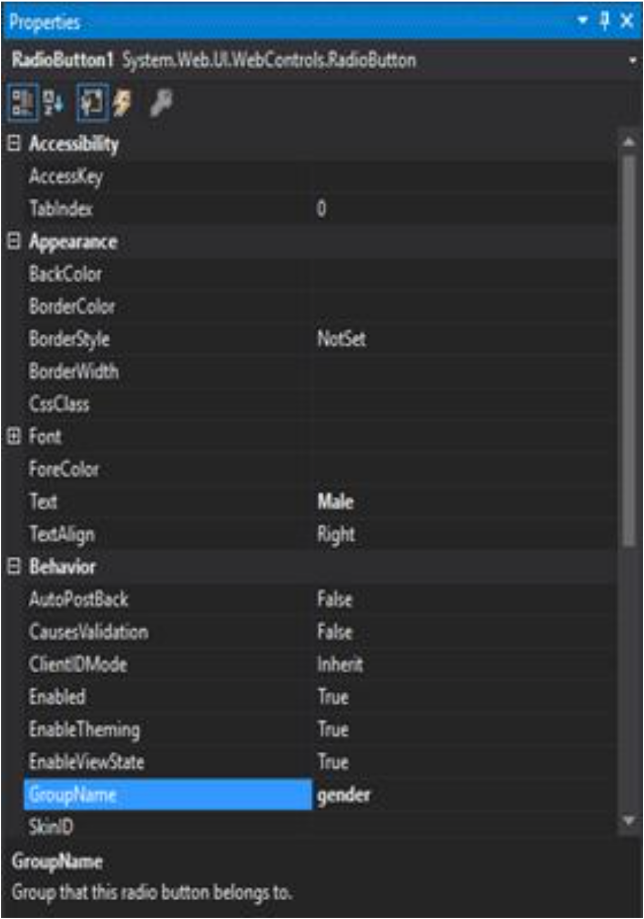 Properties
RadioButton1 System.Web.UI.WebControls.RadioButton
Accessibility
AccessKey
TabIndex 0
Appearance
BackColor
BorderColor
BorderStyle NotSet
BorderWidth
CssClass
Font
ForeColor
Text Male
TextAlign Right
Behavior
AutoPostBack False
CausesValidation False
ClientIDMode Inherit
Enabled True
EnableTheming True
EnableViewState True
GroupName gender
SkinID
GroupName
Group that this radio button belongs to.